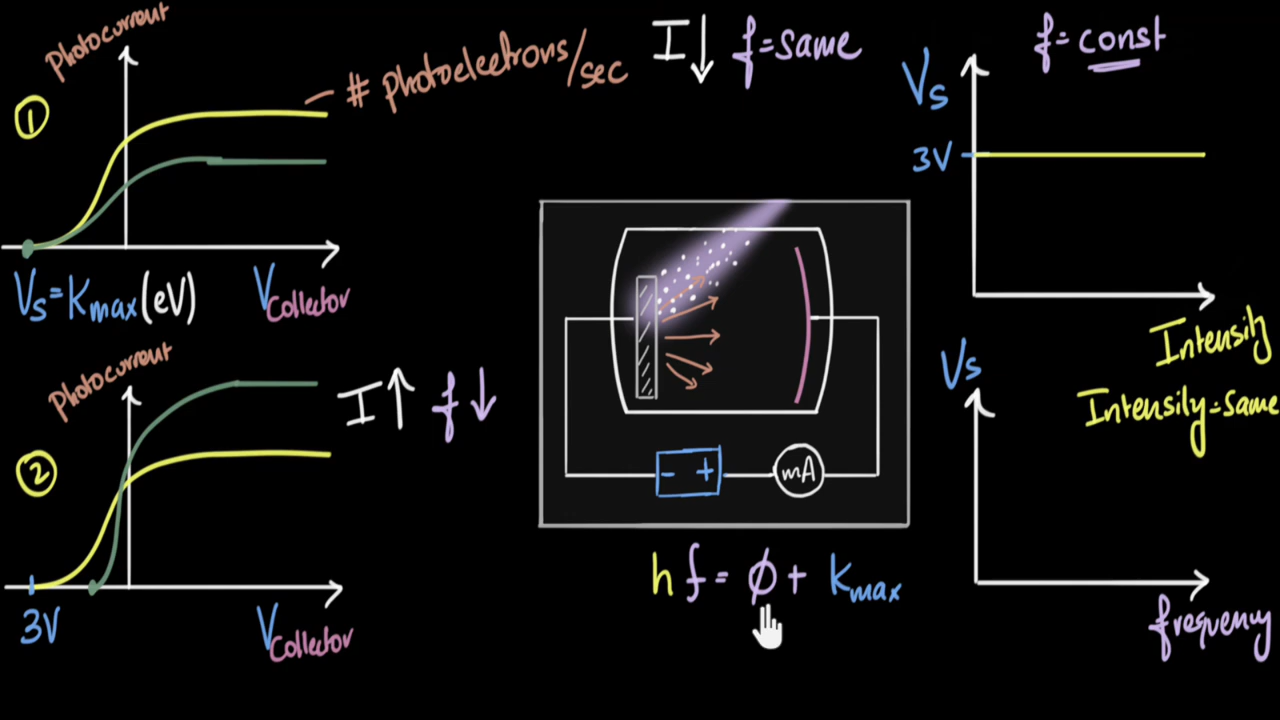 Photocurrent
1
# photoelectrons/sec
Vs = Kmax (eV)
VCollector
I↓ f = same
f = const
Vs
3V
Intensity
Photocurrent
2
I↑ f↓
3V
VCollector
- +
mA
hf = ϕ + Kmax
Vs
Intensity = same
frequency